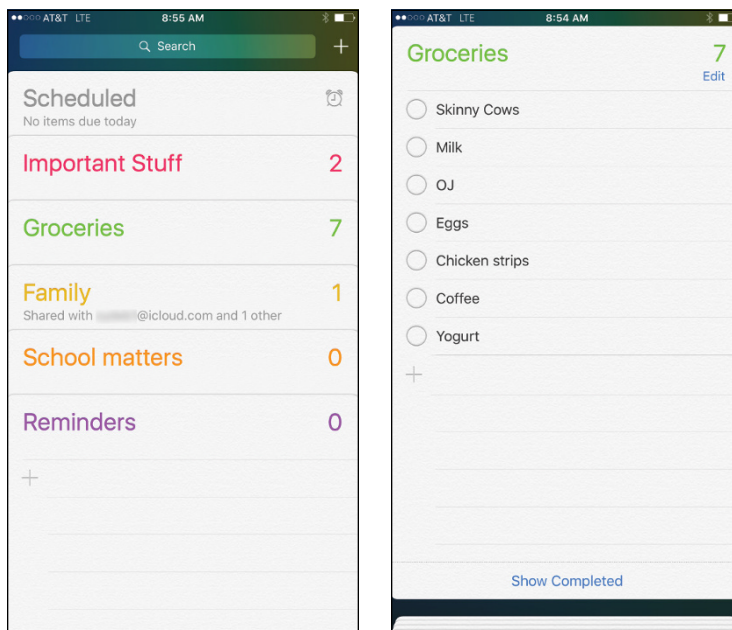 AT&T LTE 8:55 AM
Search
Scheduled
No items due today
Important Stuff 2
Groceries 7
Family 1
Shared with @icloud.com and 1 other
School matters 0
Reminders 0
AT&T LTE 8:54 AM
Groceries 7
Edit
Skinny Cows
Milk
OJ
Eggs
Chicken strips
Coffee
Yogurt
Show Completed